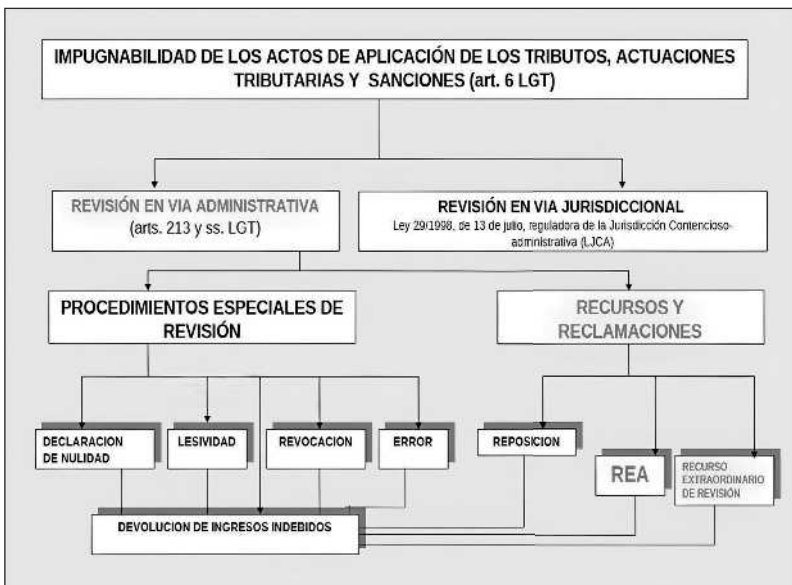 IMPUGNABILIDAD DE LOS ACTOS DE APLICACIÓN DE LOS TRIBUTOS, ACTUACIONES
TRIBUTARIAS Y SANCIONES (art. 6 LGT)
REVISIÓN EN VIA ADMINISTRATIVA
(arts. 213 y ss. LGT)
REVISIÓN EN VIA JURISDICCIONAL
Ley 29/1998, de 13 de julio, reguladora de la Jurisdicción Contencioso-
administrativa (LJCA)
PROCEDIMIENTOS ESPECIALES DE
REVISIÓN
RECURSOS Y
RECLAMACIONES
DECLARACION
DE NULIDAD
LESIVIDAD
REVOCACION
ERROR
REPOSICION
REA
RECURSO
EXTRAORDINARIO
DE REVISIÓN
DEVOLUCION DE INGRESOS INDEBIDOS